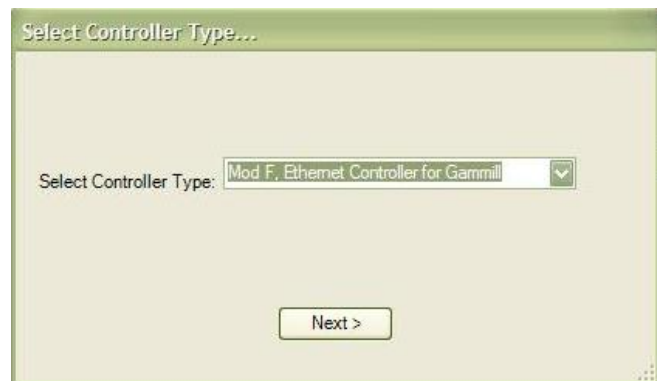 Select Controller Type...
Select Controller Type: Mod F, Ethernet Controller for Gammill
Next >